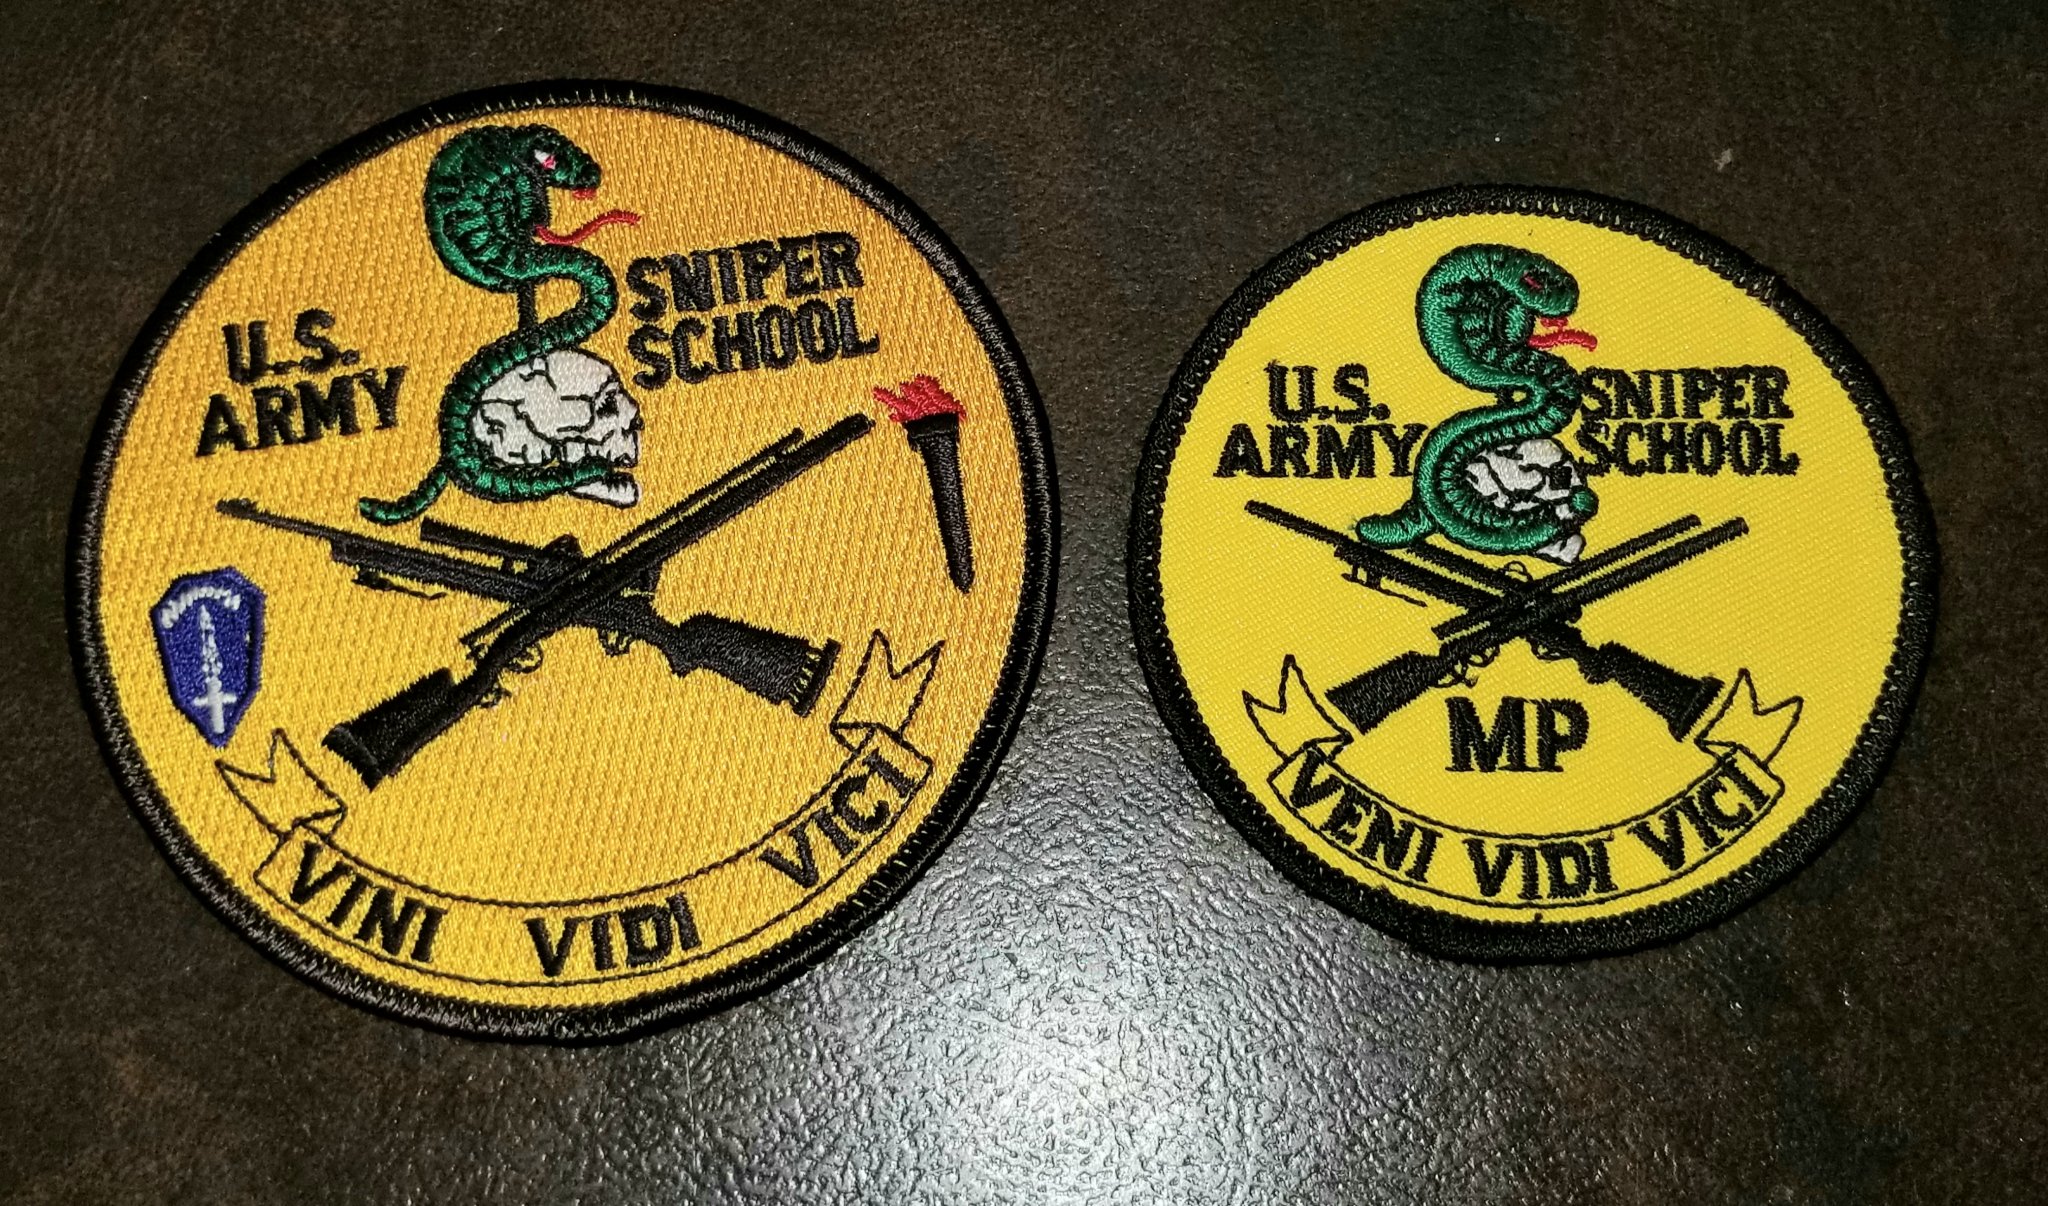 U.S.
ARMY
SNIPER
SCHOOL
VINI VIDI VICI
U.S.
ARMY
SNIPER
SCHOOL
MP
VENI VIDI VICI